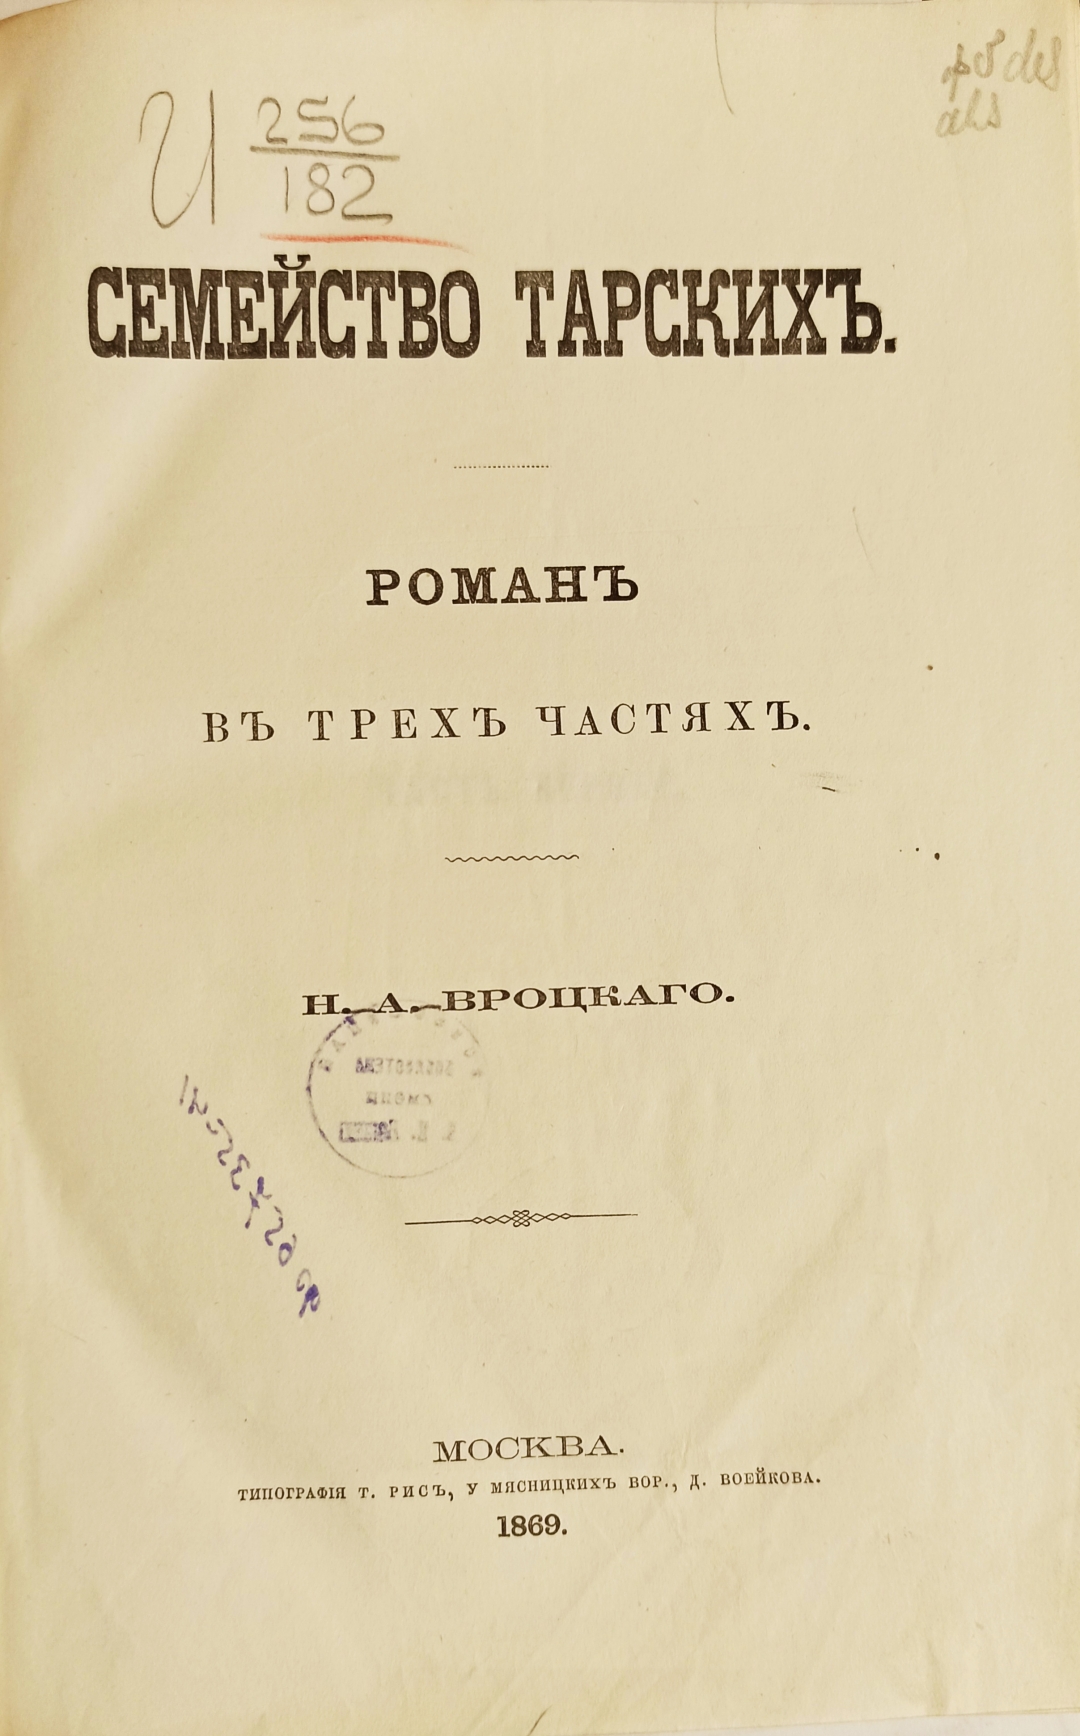 И 256
182
СЕМЕЙСТВО ТАРСКИХЪ.
РОМАНЪ
ВЪ ТРЕХЪ ЧАСТЯХЪ.
Н. А. ВРОЦКАГО.
МОСКВА.
ТИПОГРАФІЯ Т. РИСЪ, У МЯСНИЦКИХЪ ВОР., Д. ВОЕЙКОВА.
1869.